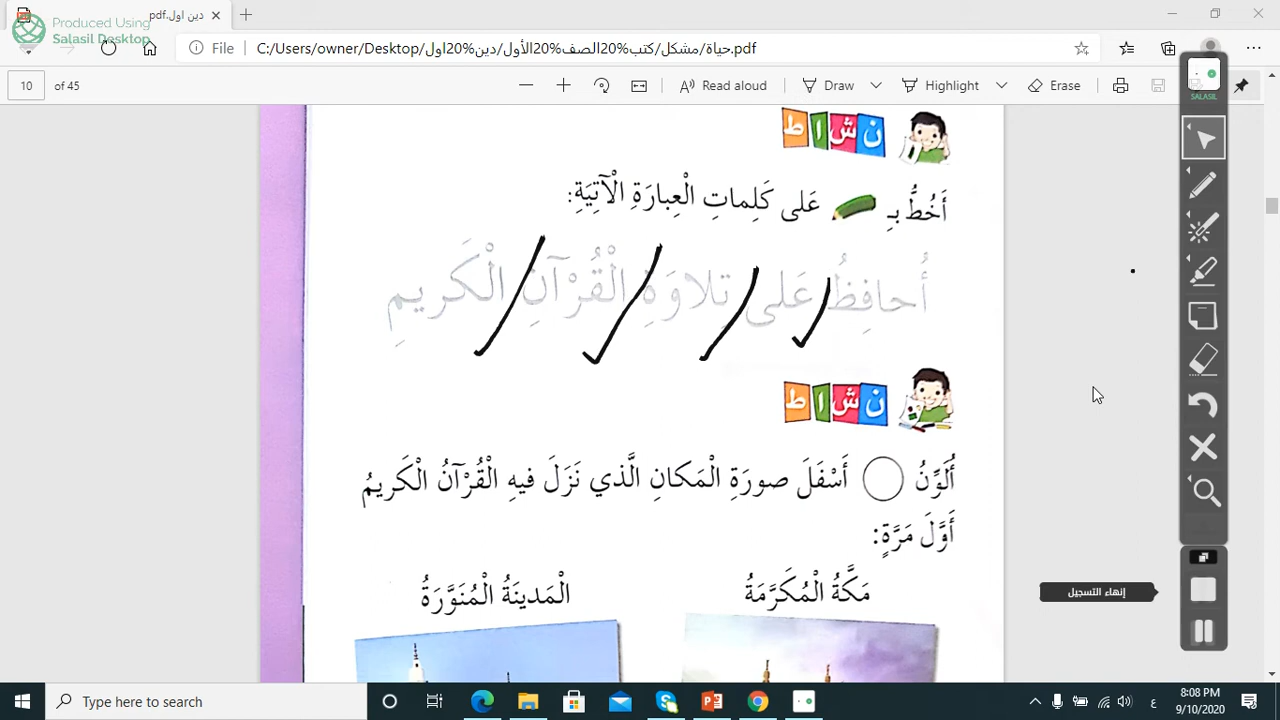 Produced Using
Salasil Desktop
دين اول.pdf
File
C:/Users/owner/Desktop/حياة/مشكل/كتب%20الصف%20الأول/دين%20اول.pdf
10 of 45
Read aloud
Draw
Highlight
Erase
SALASIL
نشاط
أَخُطُّ بـِ عَلى كَلِماتِ الْعِبارَةِ الْآتِيَةِ:
أُحافِظُ عَلى تِلاوَةِ الْقُرْآنِ الْكَريمِ
نشاط
أُلَوِّنُ أَسْفَلَ صورَةِ الْمَكانِ الَّذي نَزَلَ فيهِ الْقُرْآنُ الْكَريمُ
أَوَّلَ مَرَّةٍ:
مَكَّةُ الْمُكَرَّمَةُ
الْمَدينَةُ الْمُنَوَّرَةُ
إنهاء التسجيل
Type here to search
ع
8:08 PM
9/10/2020